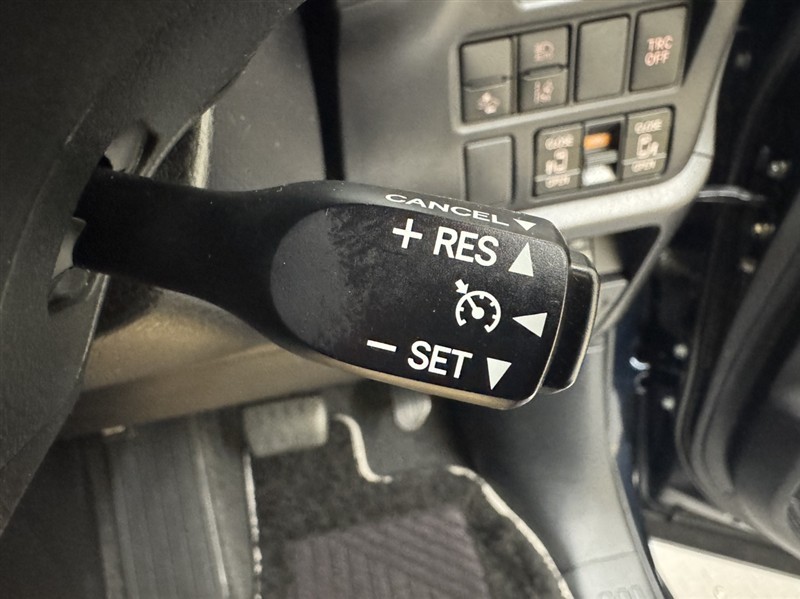 TRC
OFF
CLOSE
OPEN
CLOSE
OPEN
CANCEL
+ RES
− SET